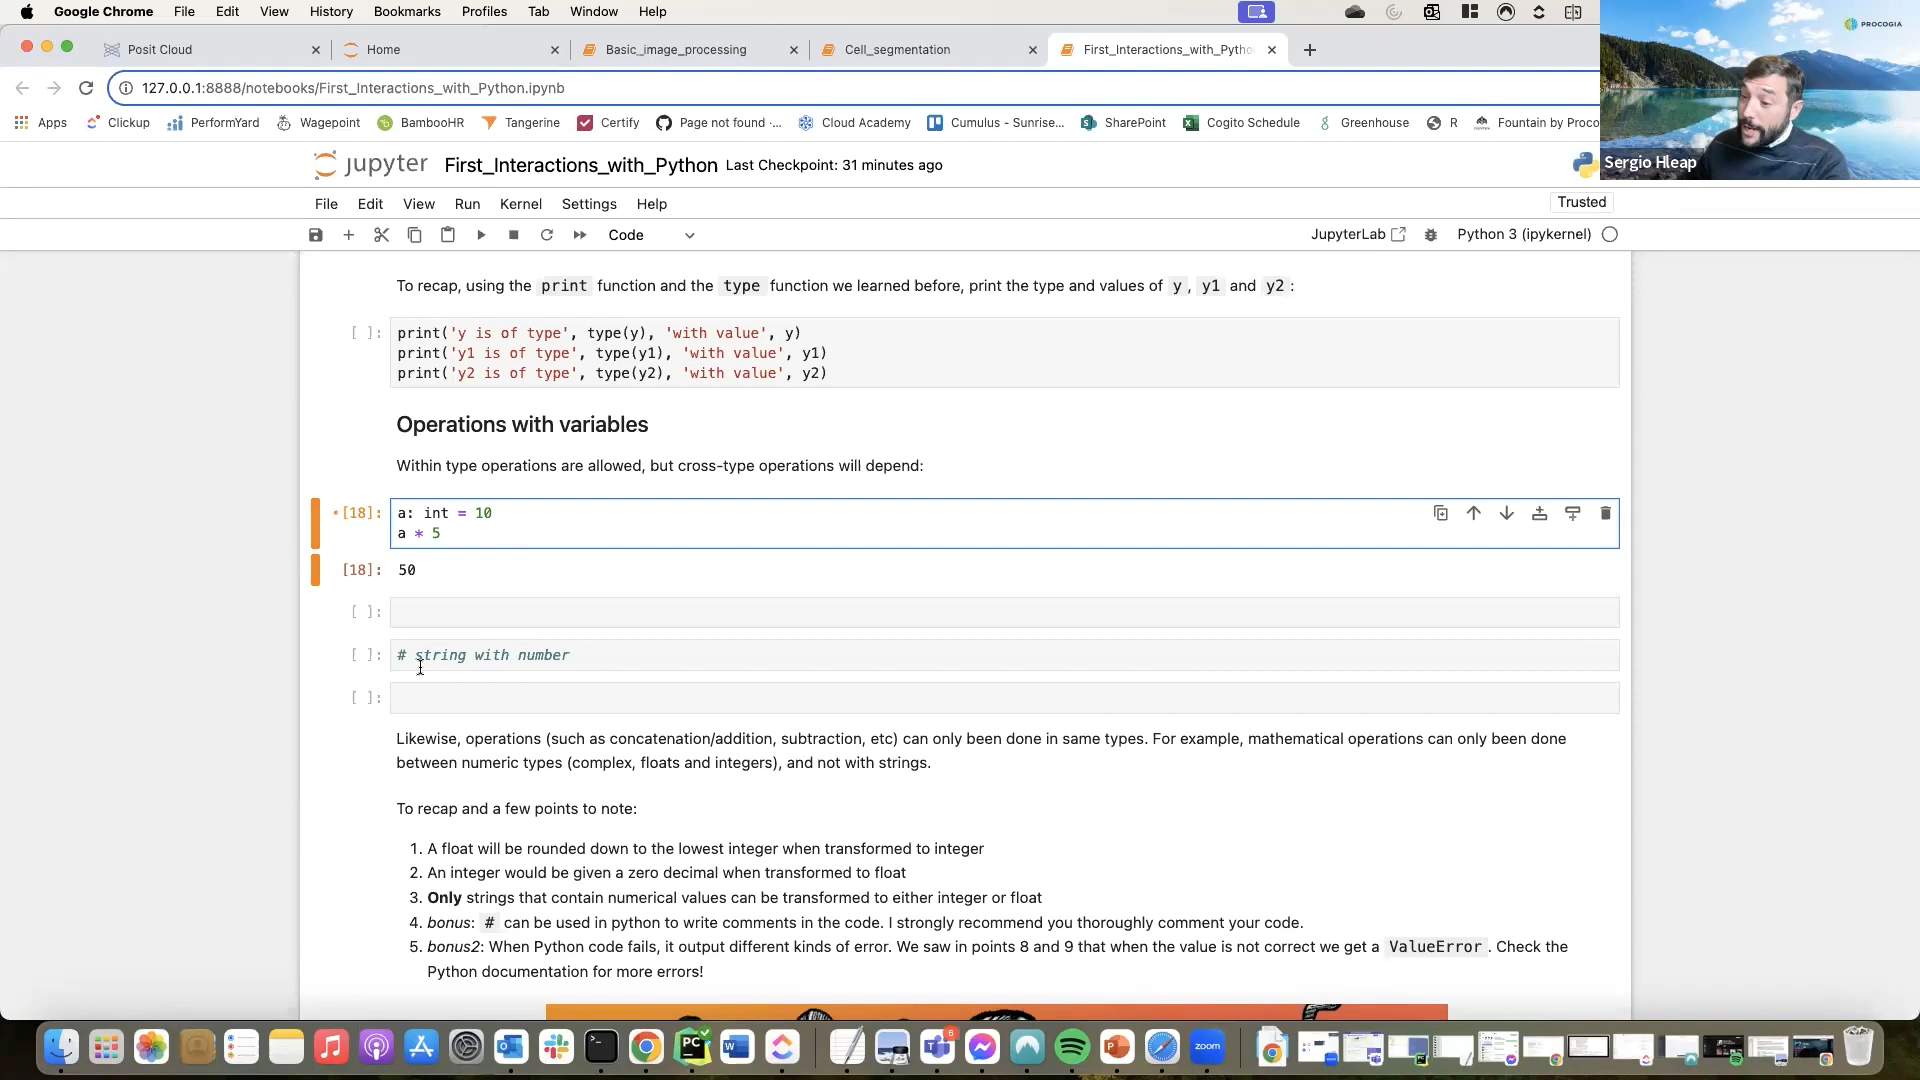 Google Chrome File Edit View History Bookmarks Profiles Tab Window Help
PROCOGIA
Posit Cloud
Home
Basic_image_processing
Cell_segmentation
First_Interactions_with_Pytho
127.0.0.1:8888/notebooks/First_Interactions_with_Python.ipynb
Apps Clickup PerformYard Wagepoint BambooHR Tangerine Certify Page not found ·... Cloud Academy Cumulus - Sunrise... SharePoint Cogito Schedule Greenhouse R Fountain by Proco
Sergio Hleap
jupyter First_Interactions_with_Python Last Checkpoint: 31 minutes ago
File Edit View Run Kernel Settings Help
Trusted
Code
JupyterLab
Python 3 (ipykernel)
To recap, using the print function and the type function we learned before, print the type and values of y , y1 and y2 :
[ ]: print('y is of type', type(y), 'with value', y)
print('y1 is of type', type(y1), 'with value', y1)
print('y2 is of type', type(y2), 'with value', y2)
Operations with variables
Within type operations are allowed, but cross-type operations will depend:
•[18]: a: int = 10
a * 5
[18]: 50
[ ]:
[ ]: # string with number
[ ]:
Likewise, operations (such as concatenation/addition, subtraction, etc) can only been done in same types. For example, mathematical operations can only been done
between numeric types (complex, floats and integers), and not with strings.
To recap and a few points to note:
1. A float will be rounded down to the lowest integer when transformed to integer
2. An integer would be given a zero decimal when transformed to float
3. Only strings that contain numerical values can be transformed to either integer or float
4. bonus: # can be used in python to write comments in the code. I strongly recommend you thoroughly comment your code.
5. bonus2: When Python code fails, it output different kinds of error. We saw in points 8 and 9 that when the value is not correct we get a ValueError . Check the
Python documentation for more errors!
PC
W
6
P
zoom